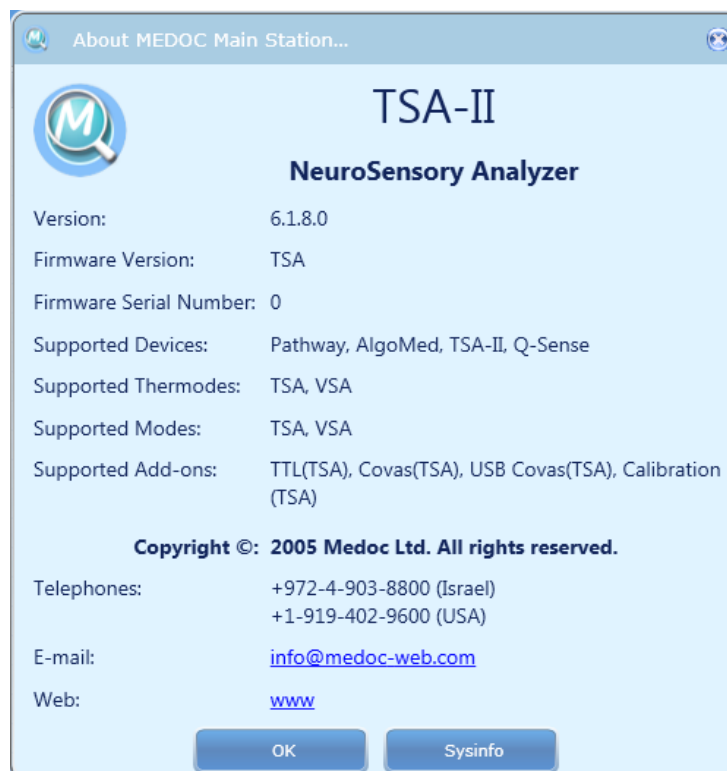 About MEDOC Main Station...
M
TSA-II
NeuroSensory Analyzer
Version: 6.1.8.0
Firmware Version: TSA
Firmware Serial Number: 0
Supported Devices: Pathway, AlgoMed, TSA-II, Q-Sense
Supported Thermodes: TSA, VSA
Supported Modes: TSA, VSA
Supported Add-ons: TTL(TSA), Covas(TSA), USB Covas(TSA), Calibration
(TSA)
Copyright ©: 2005 Medoc Ltd. All rights reserved.
Telephones: +972-4-903-8800 (Israel)
+1-919-402-9600 (USA)
E-mail: info@medoc-web.com
Web: www
OK Sysinfo